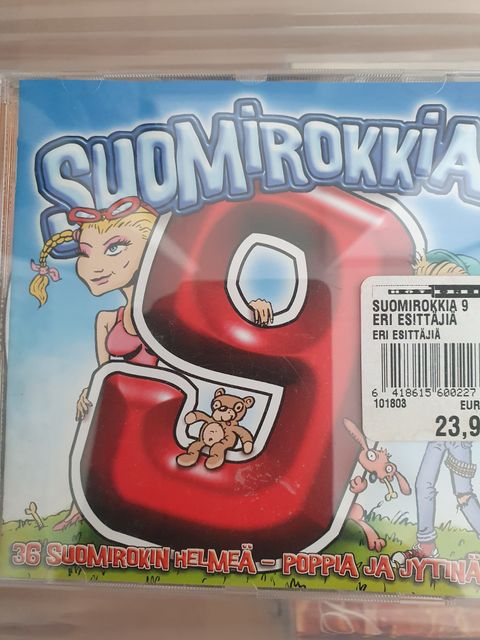 SUOMIROKKIA
9
SUOMIROKKIA 9
ERI ESITTÄJIÄ
ERI ESITTÄJIÄ
6 418615 600227
101803 EUR
23,9
36 SUOMIROKIN HELMEÄ - POPPIA JA JYTINÄ